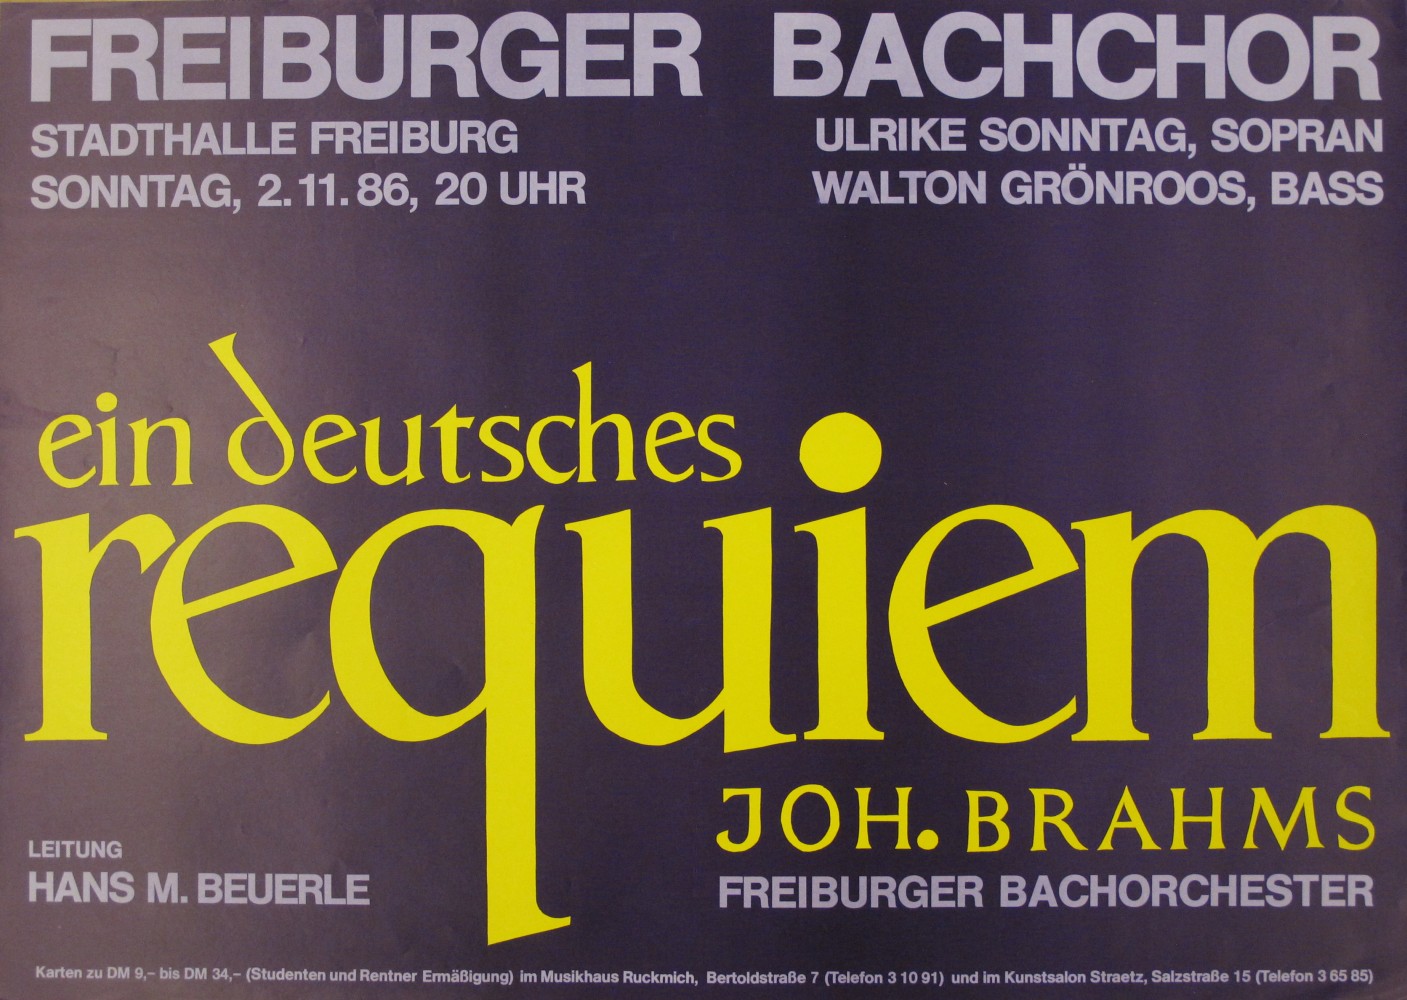 FREIBURGER BACHCHOR
STADTHALLE FREIBURG
SONNTAG, 2.11.86, 20 UHR
ULRIKE SONNTAG, SOPRAN
WALTON GRÖNROOS, BASS
ein deutsches
requiem
JOH. BRAHMS
LEITUNG
HANS M. BEUERLE
FREIBURGER BACHORCHESTER
Karten zu DM 9,– bis DM 34,– (Studenten und Rentner Ermäßigung) im Musikhaus Ruckmich, Bertoldstraße 7 (Telefon 3 10 91) und im Kunstsalon Straetz, Salzstraße 15 (Telefon 3 65 85)